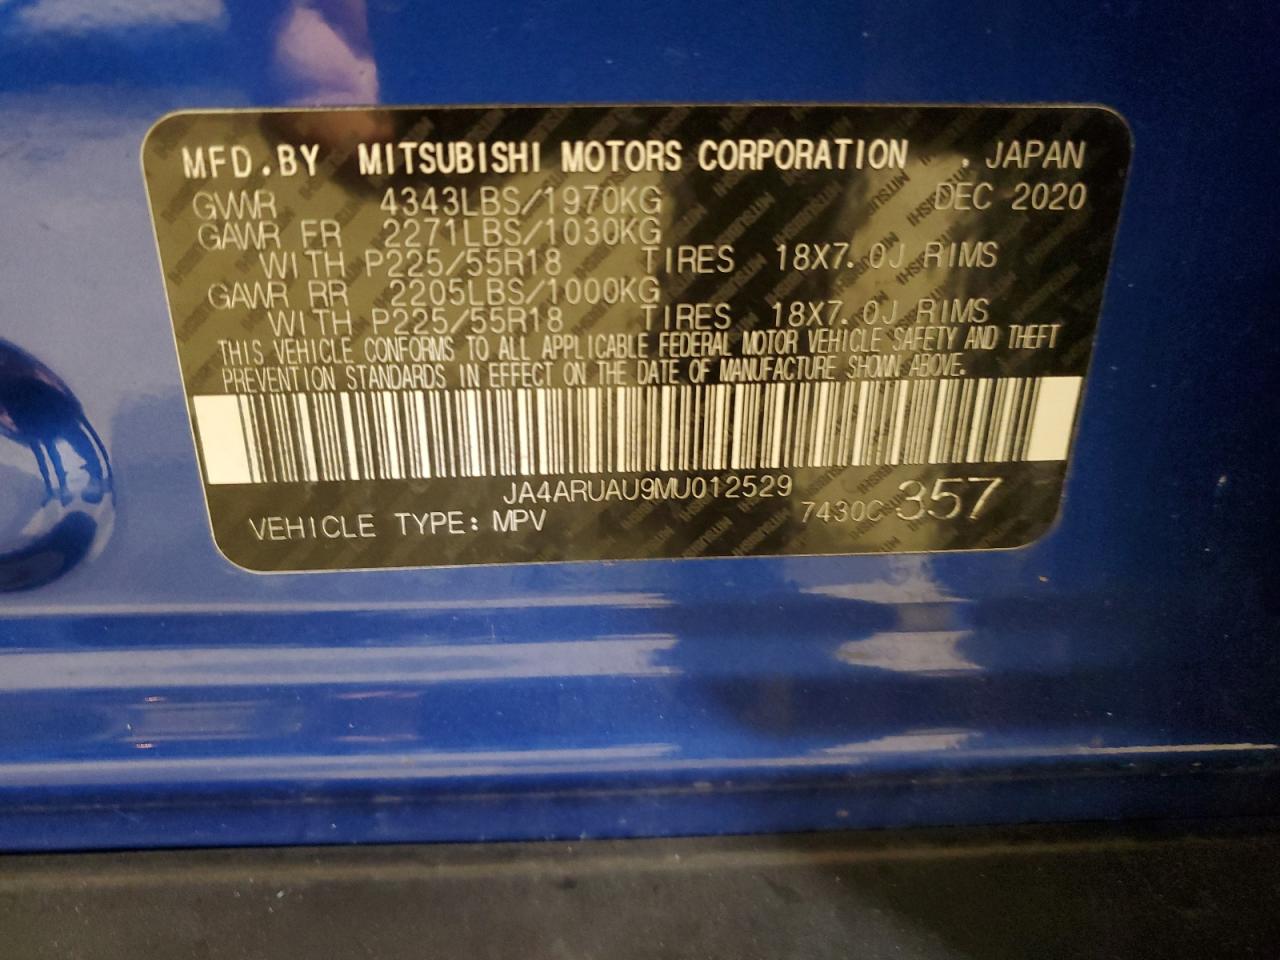 MFD.BY MITSUBISHI MOTORS CORPORATION , JAPAN
GVWR 4343LBS/1970KG DEC 2020
GAWR FR 2271LBS/1030KG
WITH P225/55R18 TIRES 18X7.0J RIMS
GAWR RR 2205LBS/1000KG
WITH P225/55R18 TIRES 18X7.0J RIMS
THIS VEHICLE CONFORMS TO ALL APPLICABLE FEDERAL MOTOR VEHICLE SAFETY AND THEFT
PREVENTION STANDARDS IN EFFECT ON THE DATE OF MANUFACTURE SHOWN ABOVE.
JA4ARUAU9MU012529
VEHICLE TYPE: MPV 7430C 357